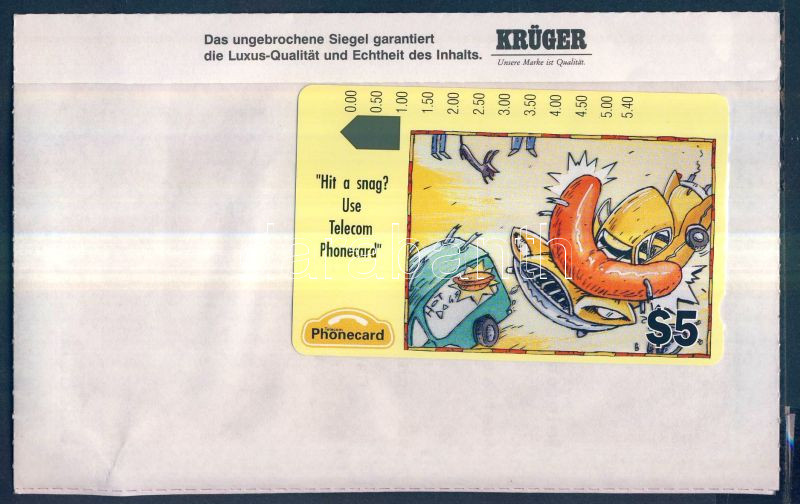 Das ungebrochene Siegel garantiert
die Luxus-Qualität und Echtheit des Inhalts.
KRÜGER
Unsere Marke ist Qualität.
0.00 0.50 1.00 1.50 2.00 2.50 3.00 3.50 4.00 4.50 5.00 5.40
"Hit a snag?
Use
Telecom
Phonecard"
HOT
DOGS
$5
Telecom
Phonecard